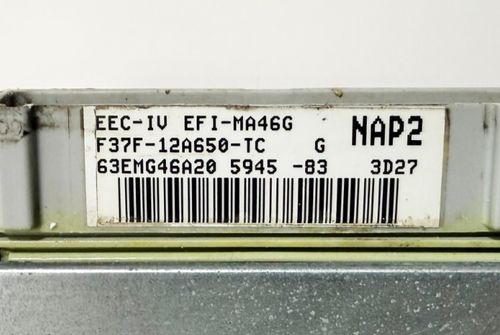 EEC-IV EFI-MA46G NAP2
F37F-12A650-TC G
63EMG46A20 5945 -83 3D27